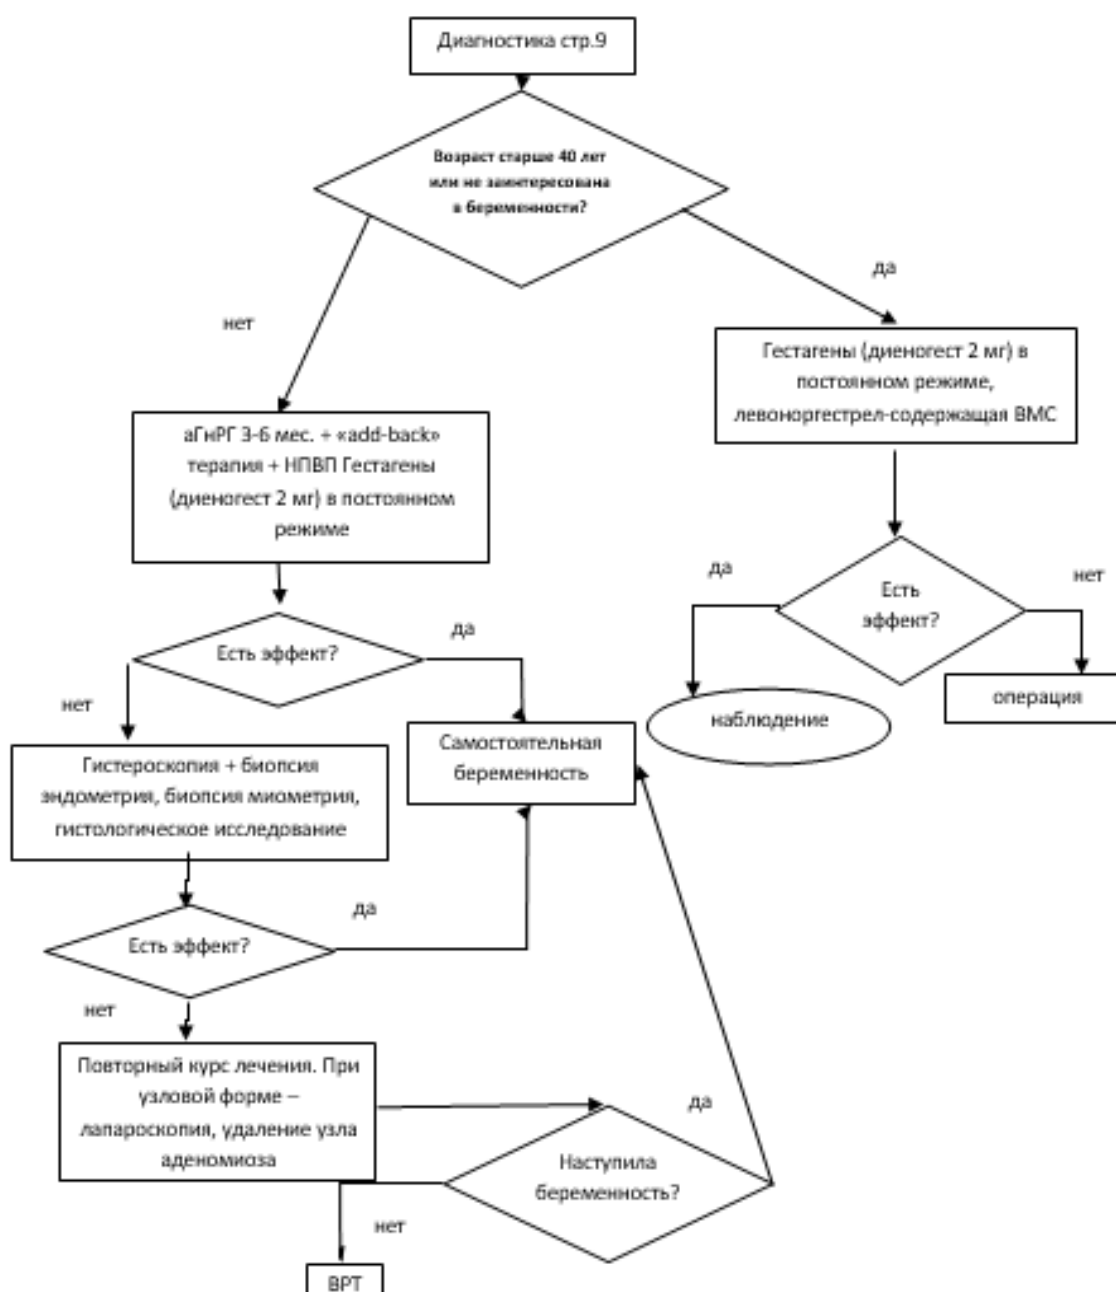 Диагностика стр.9
Возраст старше 40 лет
или не заинтересована
в беременности?
да
нет
Гестагены (диеногест 2 мг) в
постоянном режиме,
левоноргестрел-содержащая ВМС
аГнРГ 3-6 мес. + «add-back»
терапия + НПВП Гестагены
(диеногест 2 мг) в постоянном
режиме
да
нет
Есть
эффект?
Есть эффект?
да
нет
наблюдение
операция
Самостоятельная
беременность
Гистероскопия + биопсия
эндометрия, биопсия миометрия,
гистологическое исследование
да
Есть эффект?
нет
Повторный курс лечения. При
узловой форме –
лапароскопия, удаление узла
аденомиоза
да
Наступила
беременность?
нет
ВРТ